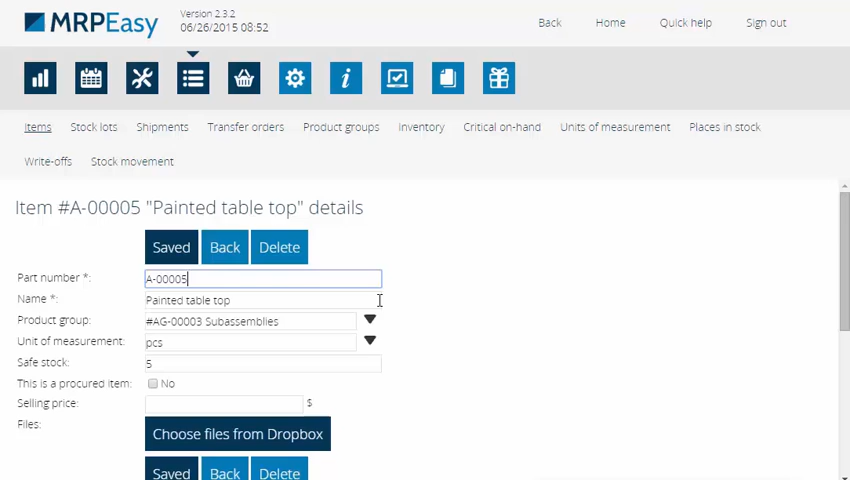 MRPEasy
Version 2.3.2
06/26/2015 08:52
Back Home Quick help Sign out
Items Stock lots Shipments Transfer orders Product groups Inventory Critical on-hand Units of measurement Places in stock
Write-offs Stock movement
Item #A-00005 "Painted table top" details
Saved Back Delete
Part number *: A-00005
Name *: Painted table top
Product group: #AG-00003 Subassemblies
Unit of measurement: pcs
Safe stock: 5
This is a procured item: No
Selling price: $
Files: Choose files from Dropbox
Saved Back Delete